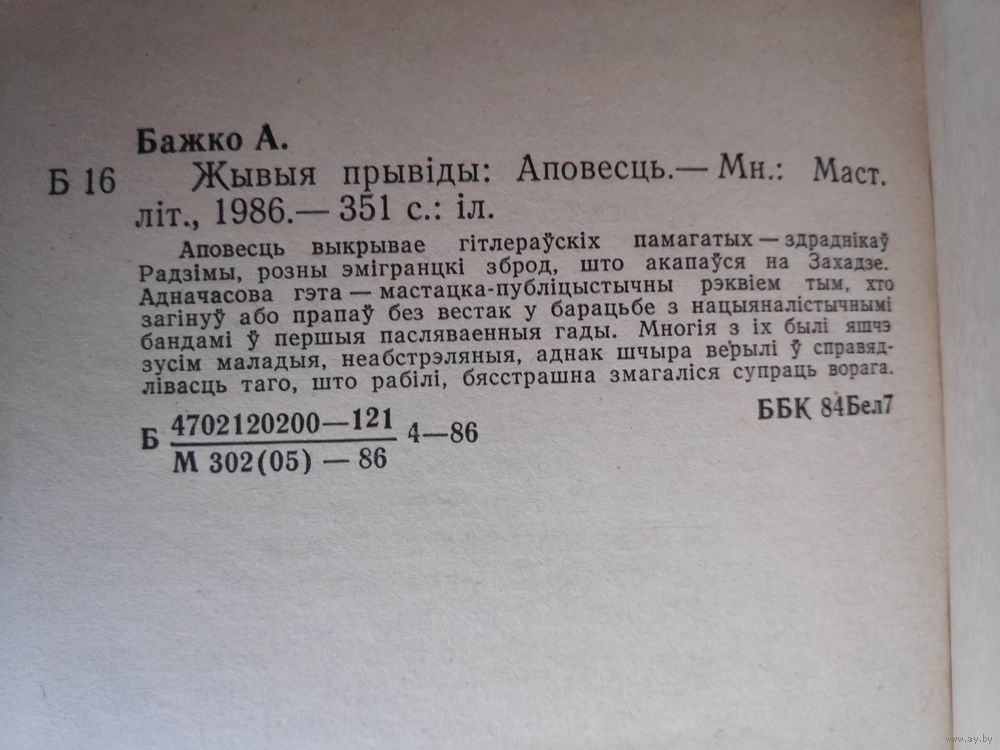 Бажко А.
Б 16 Жывыя прывіды: Аповесць.— Мн.: Маст.
літ., 1986.— 351 с.: іл.
Аповесць выкрывае гітлераўскіх памагатых — здраднікаў
Радзімы, розны эмігранцкі зброд, што акапаўся на Захадзе.
Адначасова гэта — мастацка-публіцыстычны рэквіем тым, хто
загінуў або прапаў без вестак у барацьбе з нацыяналістычнымі
бандамі ў першыя пасляваенныя гады. Многія з іх былі яшчэ
зусім маладыя, неабстрэляныя, аднак шчыра верылі ў справяд-
лівасць таго, што рабілі, бясстрашна змагаліся супраць ворага.
Б 4702120200—121 4—86
М 302(05) — 86
ББК 84Бел7
www.ay.by